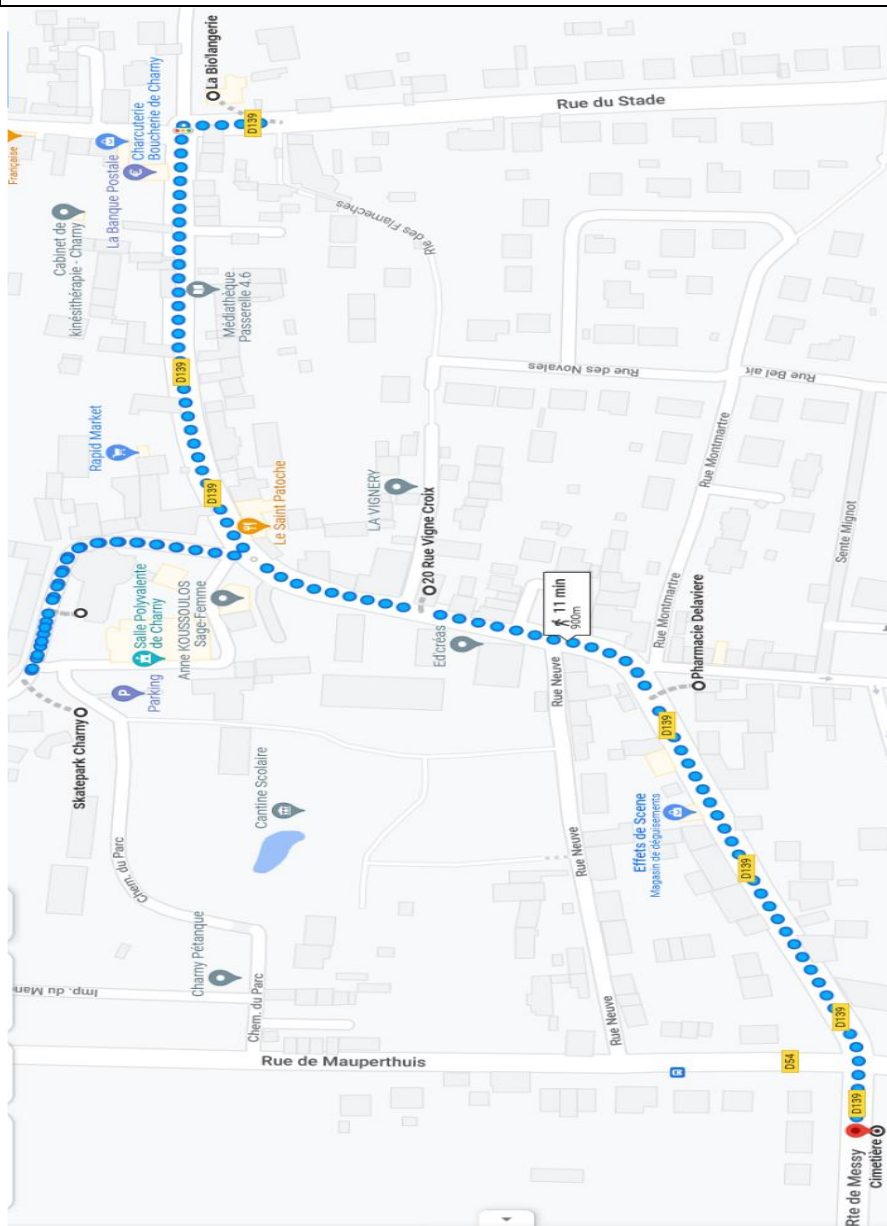 Française
La Banque Postale
Charcuterie
Boucherie de Charny
La Biollangerie
D139
Rue du Stade
Cabinet de
kinésithérapie - Charny
Médiathèque
Passerelle 4.6
Rue des Flameches
D139
Rapid Market
D139
Le Saint Patoche
LA VIGNERY
Rue des Novales
Rue Bel air
Salle Polyvalente
de Charny
Anne KOUSSOULOS
Sage-Femme
20 Rue Vigne Croix
Parking
P
Skatepark Charny
Ed'créas
11 min
900m
Rue Montmartre
Rue Montmartre
Sente Mignot
Rue Neuve
Pharmacie Delaviere
D139
Cantine Scolaire
Chem. du Parc
Effets de Scene
Magasin de déguisements
Rue Neuve
D139
Charny Pétanque
Imp. du
Chem. du Parc
Rue Neuve
D139
Rue de Mauperthuis
D54
D139
Rte de Messy
Cimetière